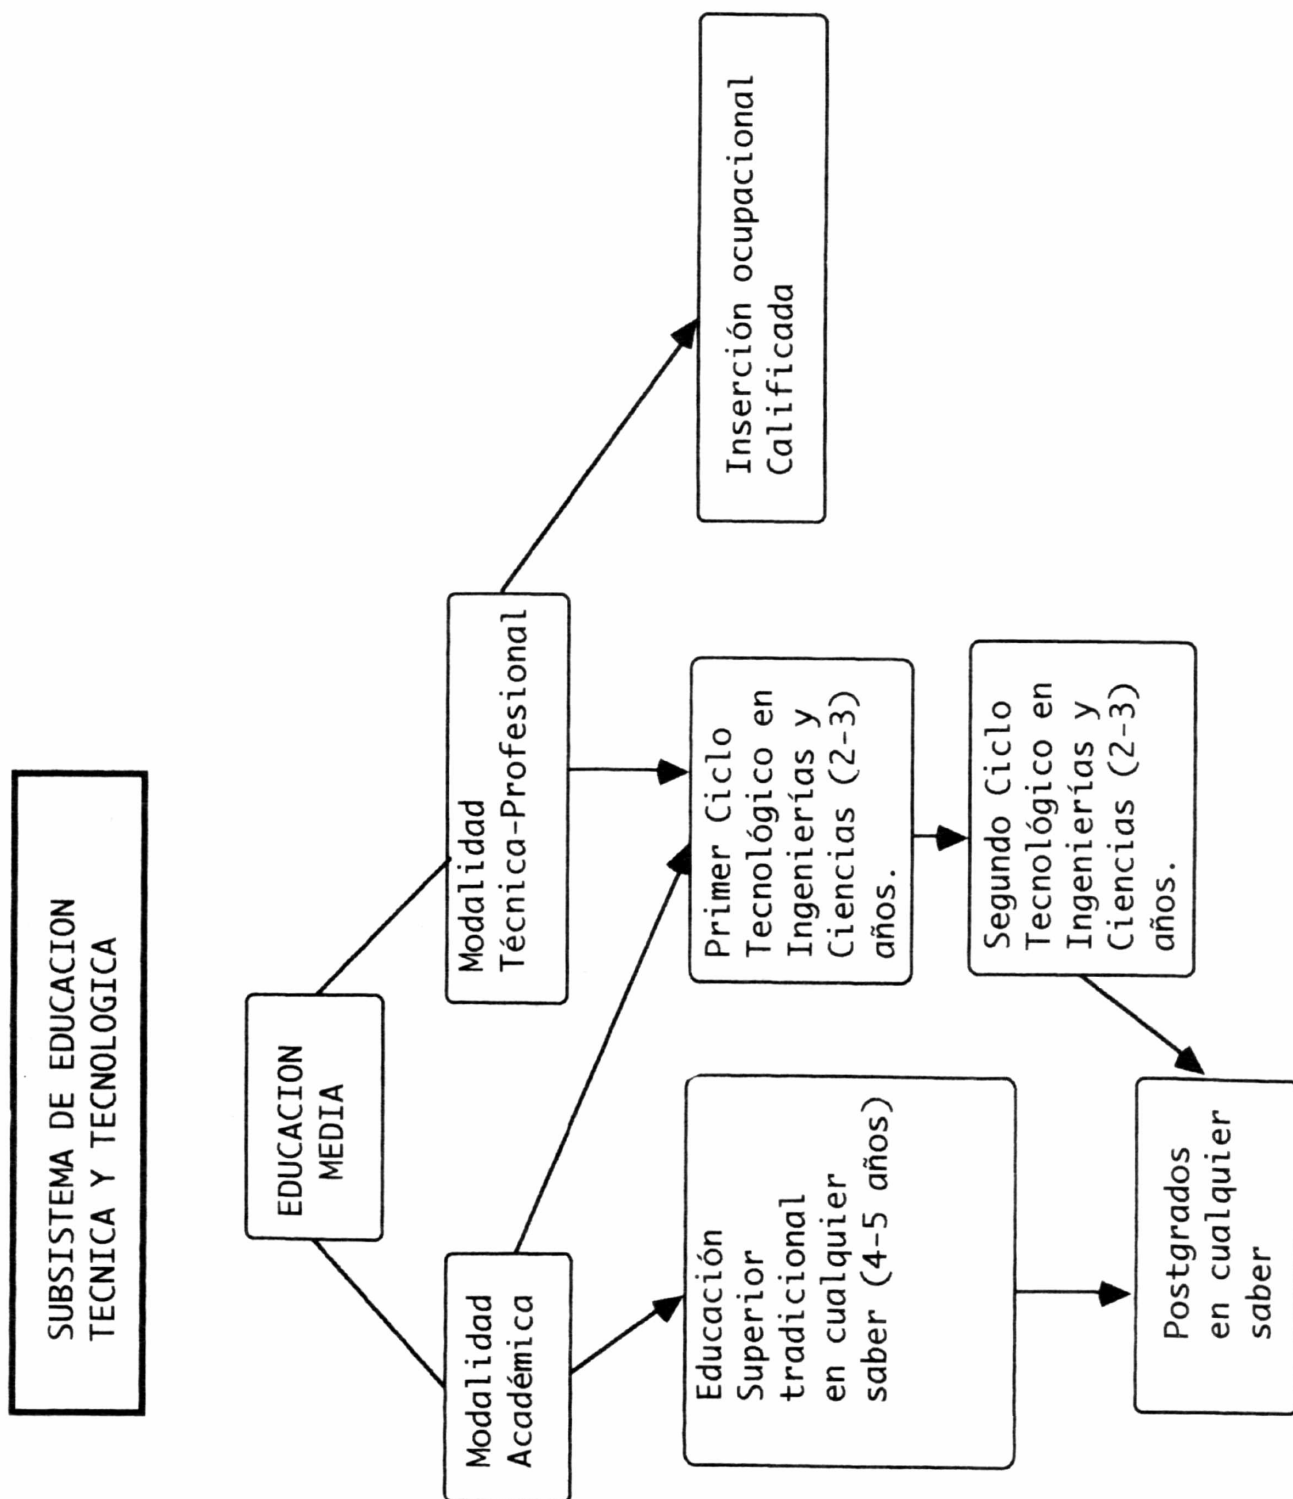 SUBSISTEMA DE EDUCACION
TECNICA Y TECNOLOGICA
EDUCACION
MEDIA
Modalidad
Académica
Modalidad
Técnica-Profesional
Educación
Superior
tradicional
en cualquier
saber (4-5 años)
Primer Ciclo
Tecnológico en
Ingenierías y
Ciencias (2-3)
años.
Inserción ocupacional
Calificada
Segundo Ciclo
Tecnológico en
Ingenierías y
Ciencias (2-3)
años.
Postgrados
en cualquier
saber